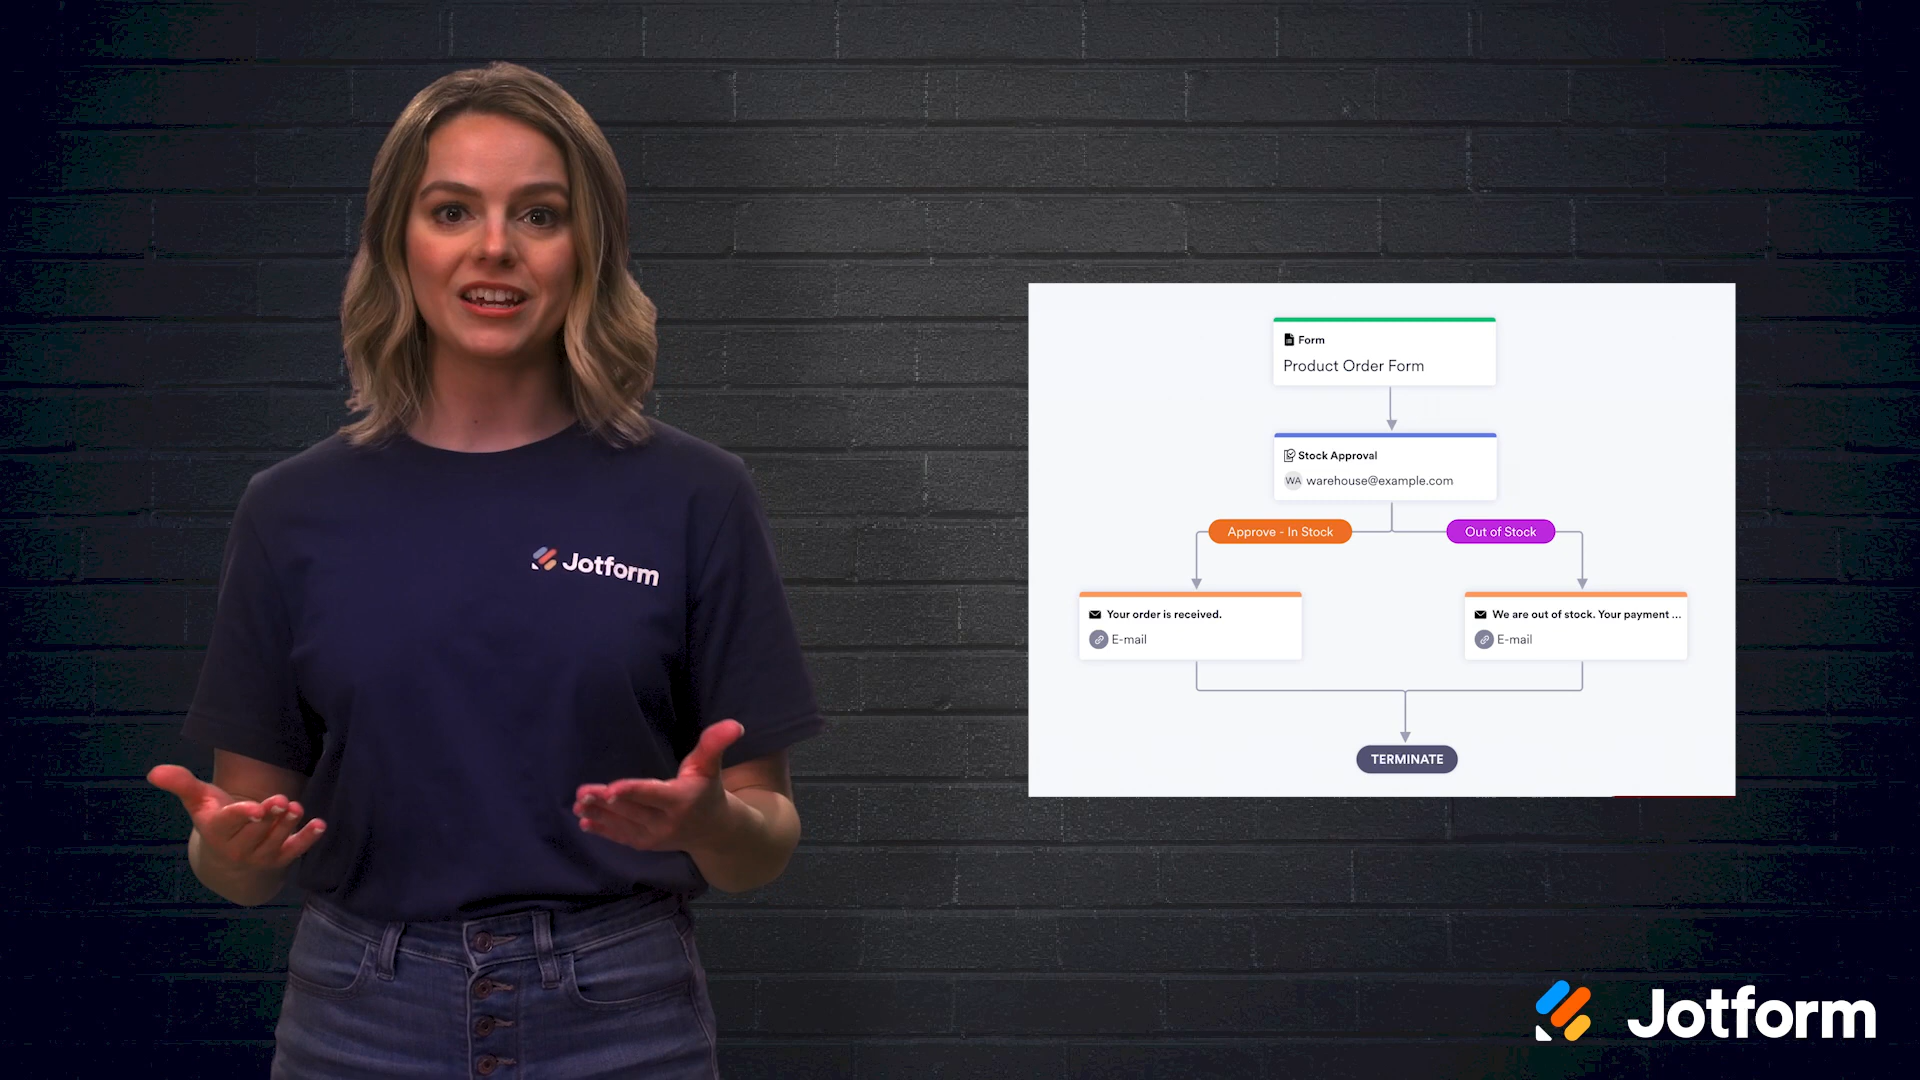 Jotform
Form
Product Order Form
Stock Approval
WA warehouse@example.com
Approve - In Stock
Out of Stock
Your order is received.
E-mail
We are out of stock. Your payment ...
E-mail
TERMINATE
Jotform